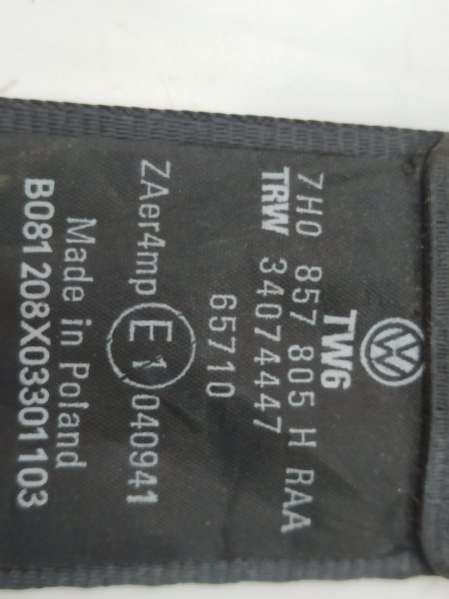 TW6
7H0 857 805 H RAA
TRW 34074447
65710
ZAer4mp E1 040941
Made in Poland
B081208X03301103